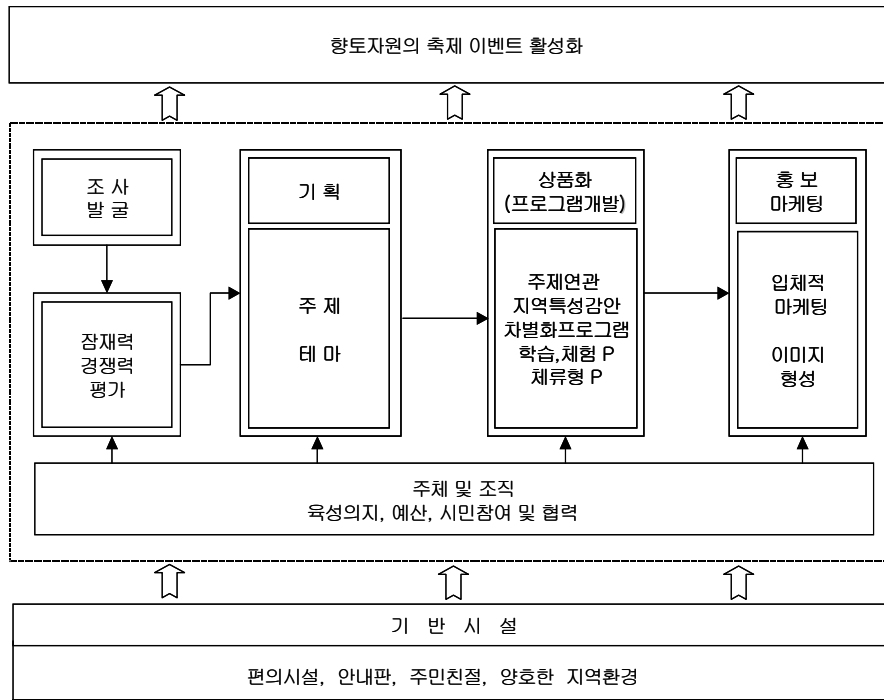 향토자원의 축제 이벤트 활성화
조 사
발 굴
잠재력
경쟁력
평가
기 획
주 제
테 마
상품화
(프로그램개발)
주제연관
지역특성감안
차별화프로그램
학습,체험 P
체류형 P
홍 보
마케팅
입체적
마케팅
이미지
형성
주체 및 조직
육성의지, 예산, 시민참여 및 협력
기 반 시 설
편의시설, 안내판, 주민친절, 양호한 지역환경